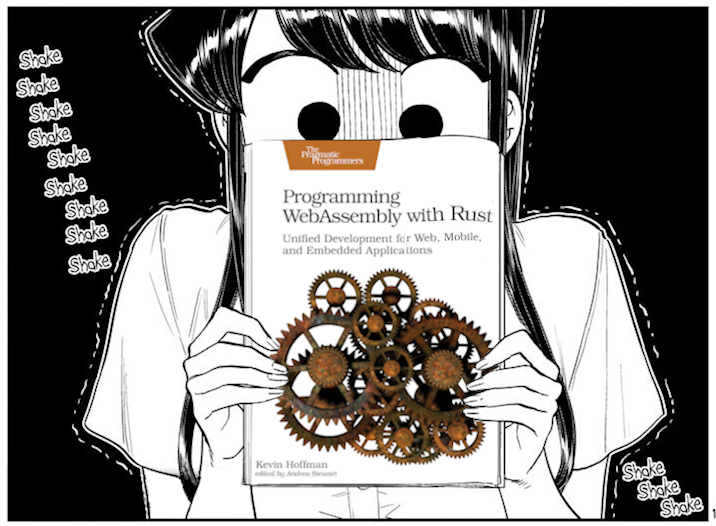 Shake
Shake
Shake
Shake
Shake
Shake
Shake
Shake
Shake
The
Pragmatic
Programmers
Programming
WebAssembly with Rust
Unified Development for Web, Mobile,
and Embedded Applications
Kevin Hoffman
edited by Andrea Stewart
Shake
Shake
Shake
1